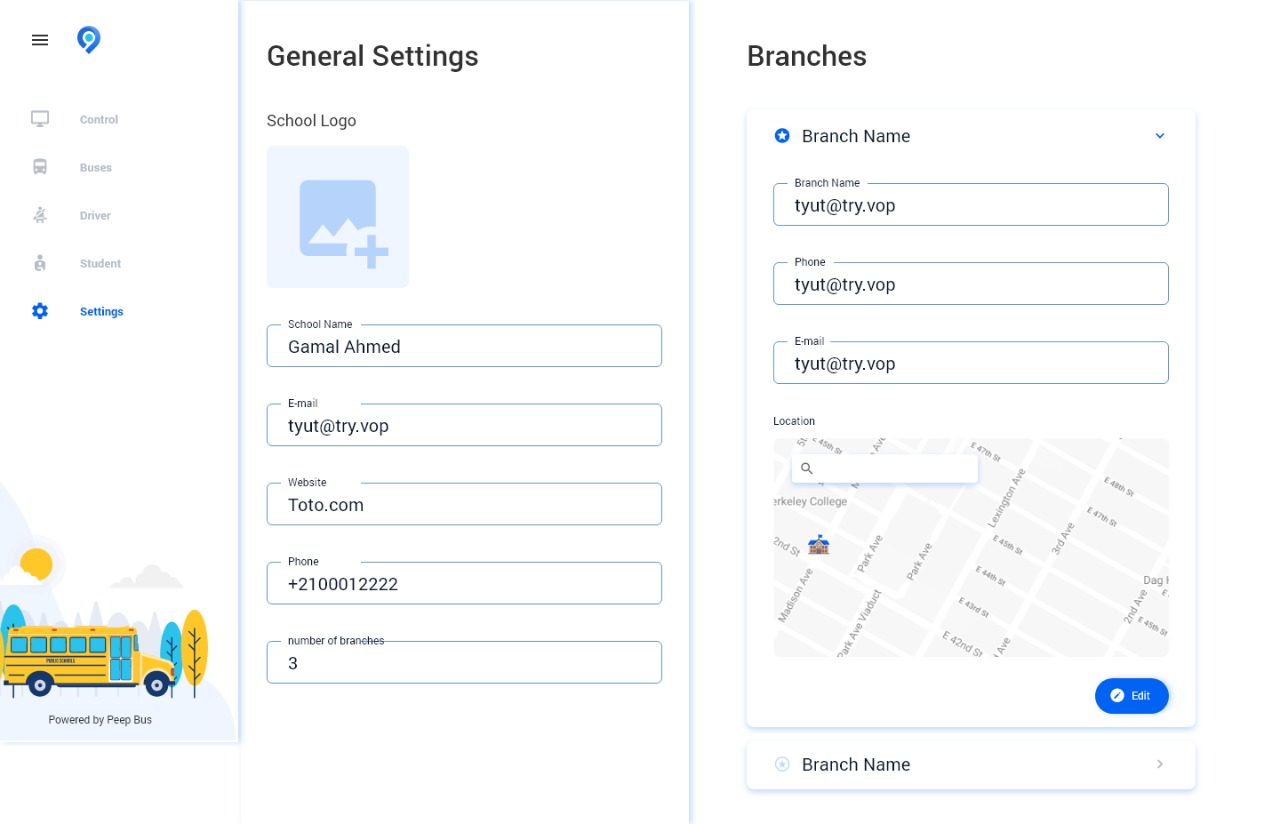 Control
Buses
Driver
Student
Settings
PUBLIC SCHOOLS
Powered by Peep Bus
General Settings
School Logo
School Name
Gamal Ahmed
E-mail
tyut@try.vop
Website
Toto.com
Phone
+2100012222
number of branches
3
Branches
Branch Name
Branch Name
tyut@try.vop
Phone
tyut@try.vop
E-mail
tyut@try.vop
Location
E 45th St
E 47th St
E 48th St
E 47th St
erkeley College
Lexington Ave
3rd Ave
2nd St
Park Ave
Park Ave
E 45th St
E 44th St
E 43rd St
E 42nd St
Madison Ave
Park Ave Viaduct
Dag H
2nd Ave
E 45th St
Edit
Branch Name